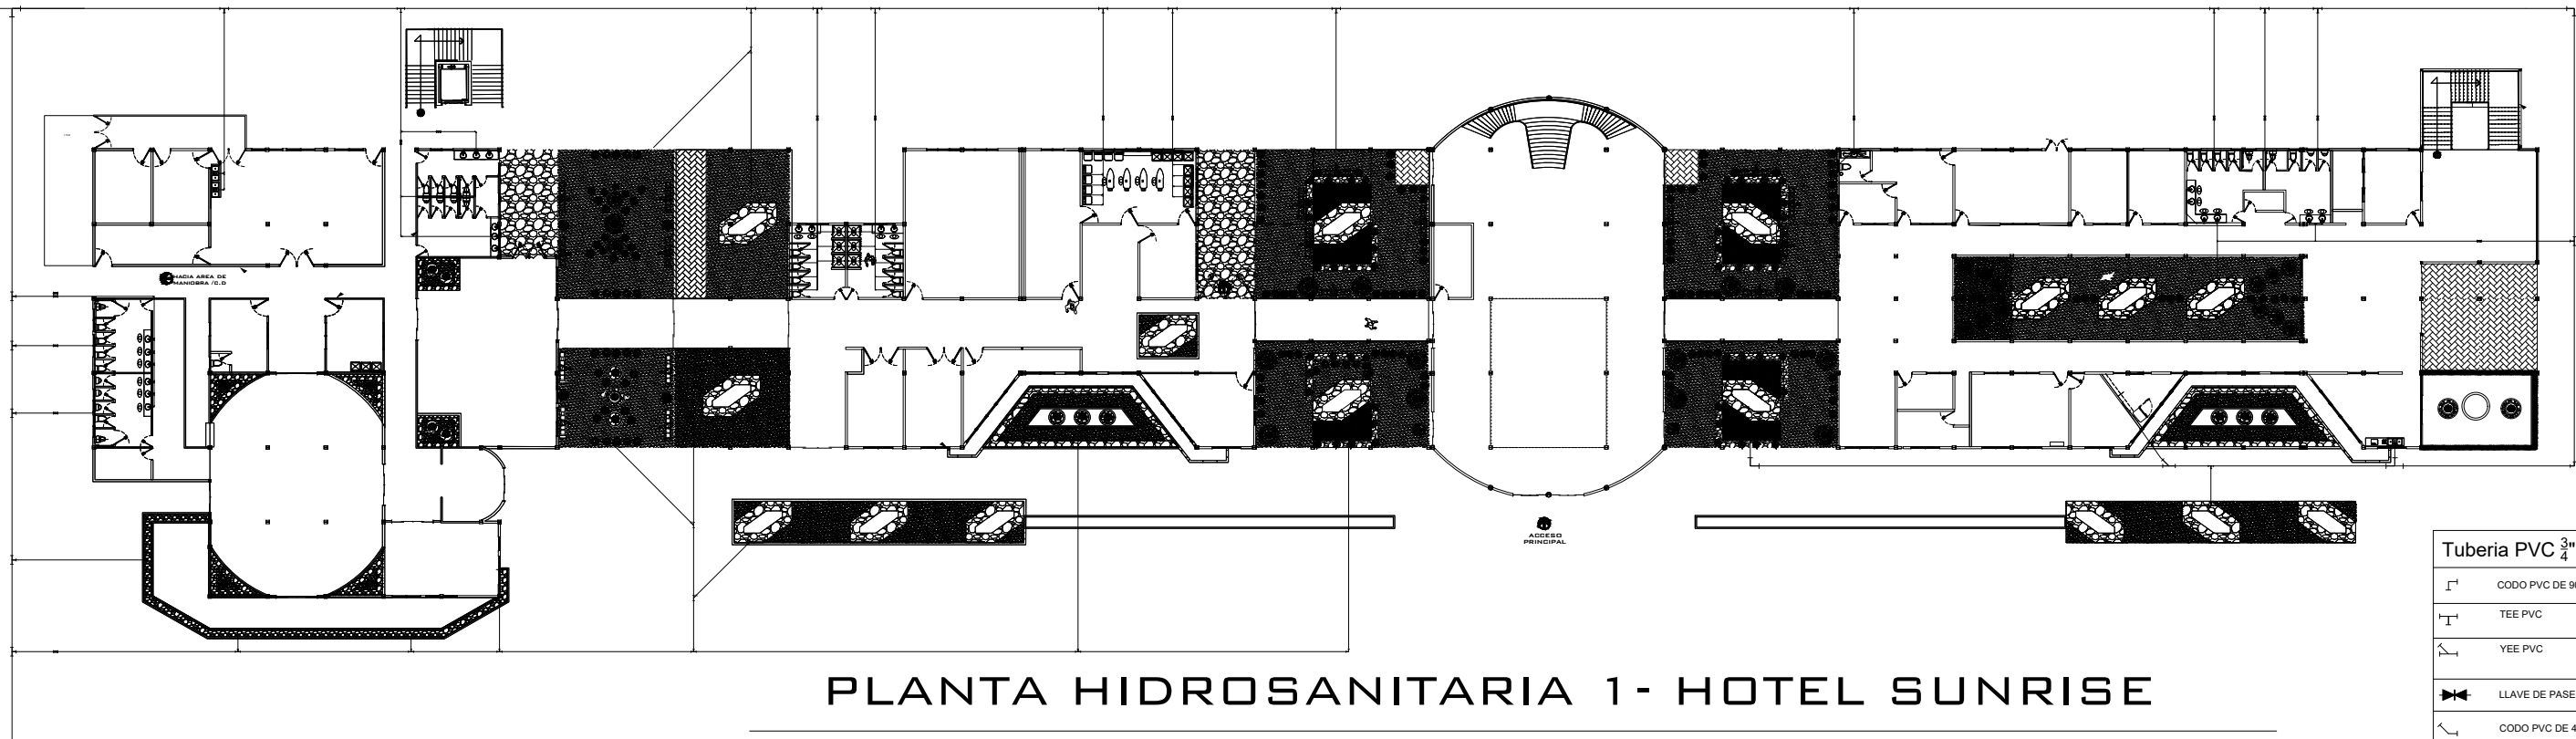 HACIA AREA DE
MANIOBRA /C.D
ACCESO
PRINCIPAL
PLANTA HIDROSANITARIA 1- HOTEL SUNRISE
Tuberia PVC 3/4"
CODO PVC DE 9
TEE PVC
YEE PVC
LLAVE DE PASE
CODO PVC DE 4